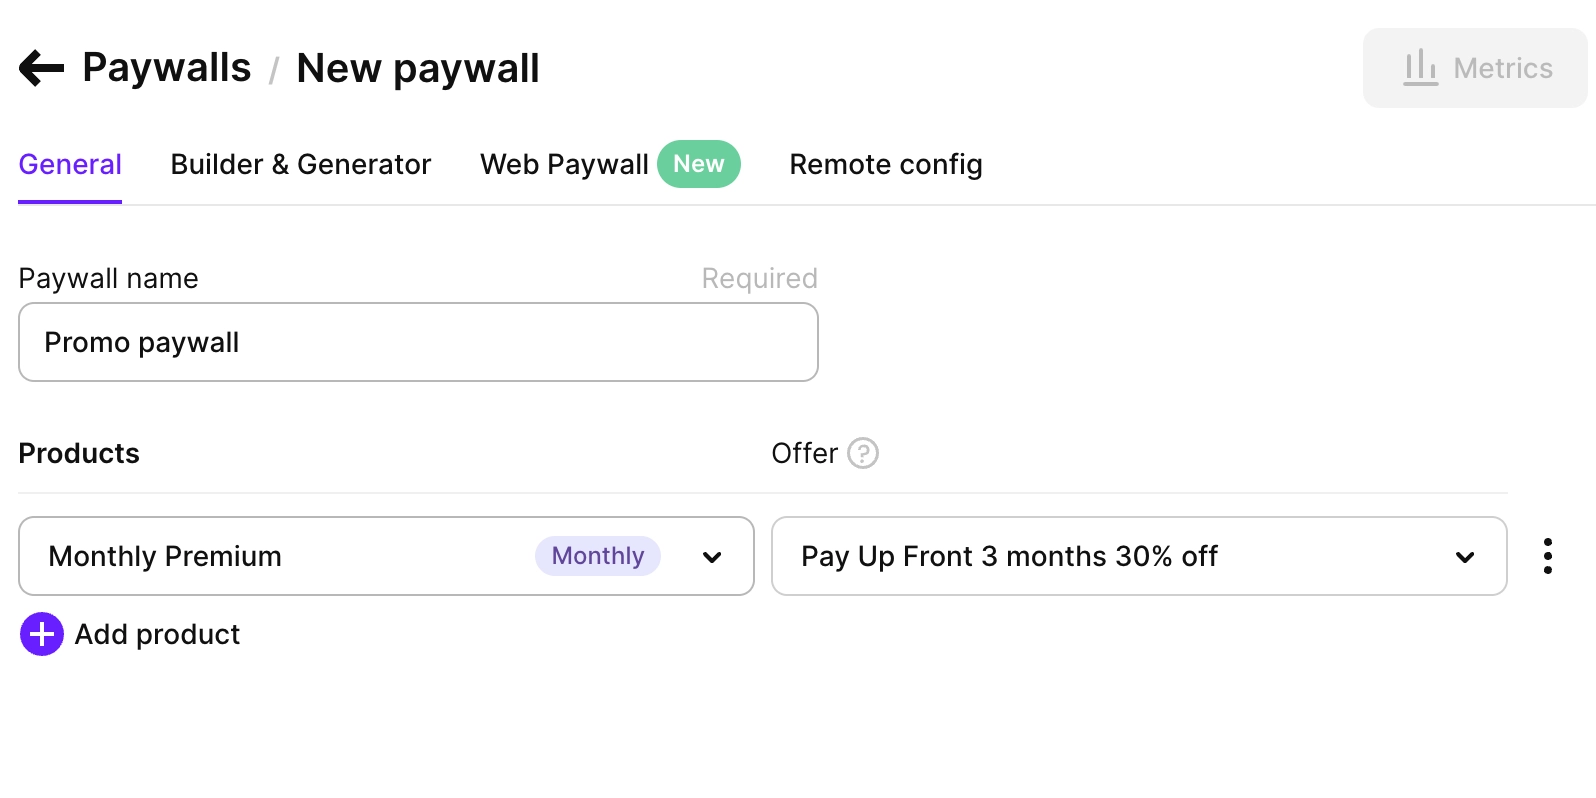 Paywalls / New paywall
Metrics
General Builder & Generator Web Paywall New Remote config
Paywall name Required
Promo paywall
Products Offer ?
Monthly Premium Monthly Pay Up Front 3 months 30% off
Add product